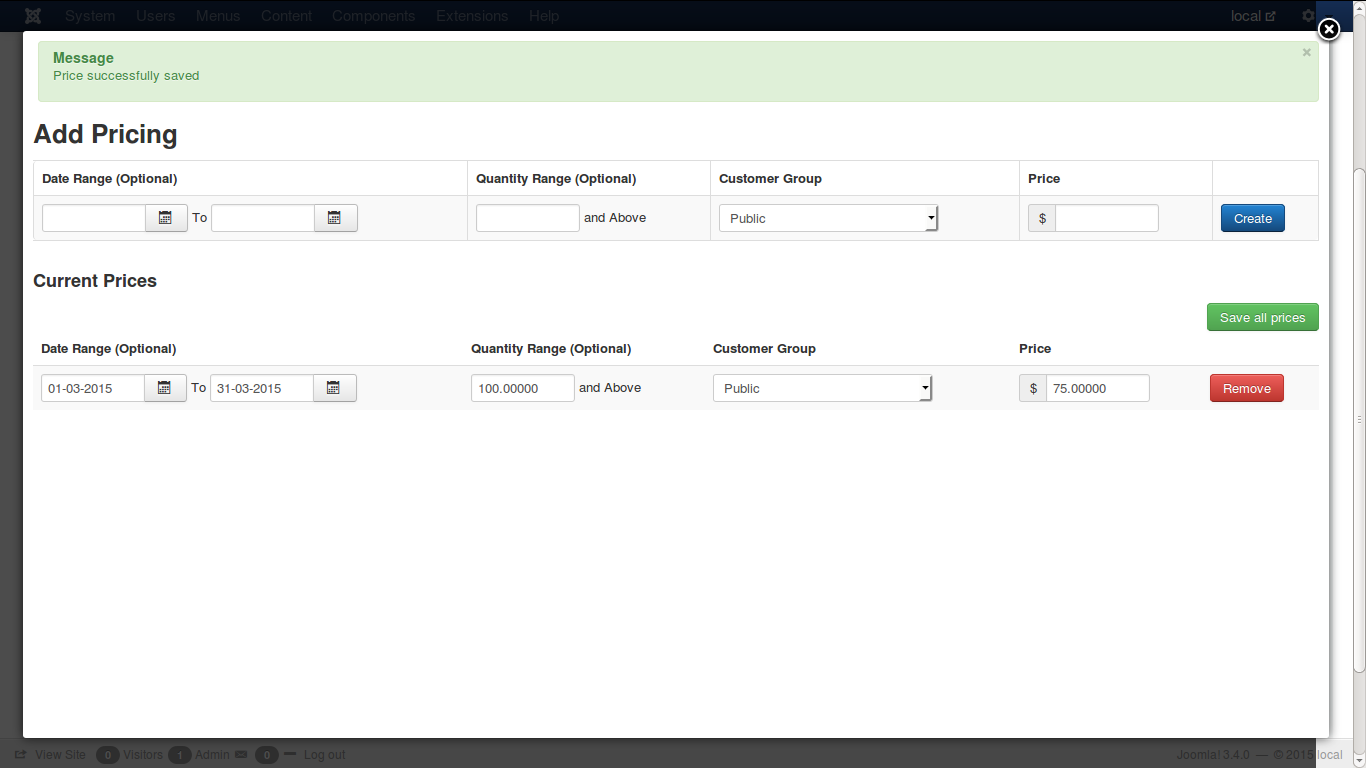 System Users Menus Content Components Extensions Help local
Message
Price successfully saved
×
Add Pricing
Date Range (Optional) Quantity Range (Optional) Customer Group Price
To and Above Public $ Create
Current Prices
Save all prices
Date Range (Optional) Quantity Range (Optional) Customer Group Price
01-03-2015 To 31-03-2015 100.00000 and Above Public $ 75.00000 Remove
View Site 0 Visitors 1 Admin 0 Log out Joomla! 3.4.0 — © 2015 local